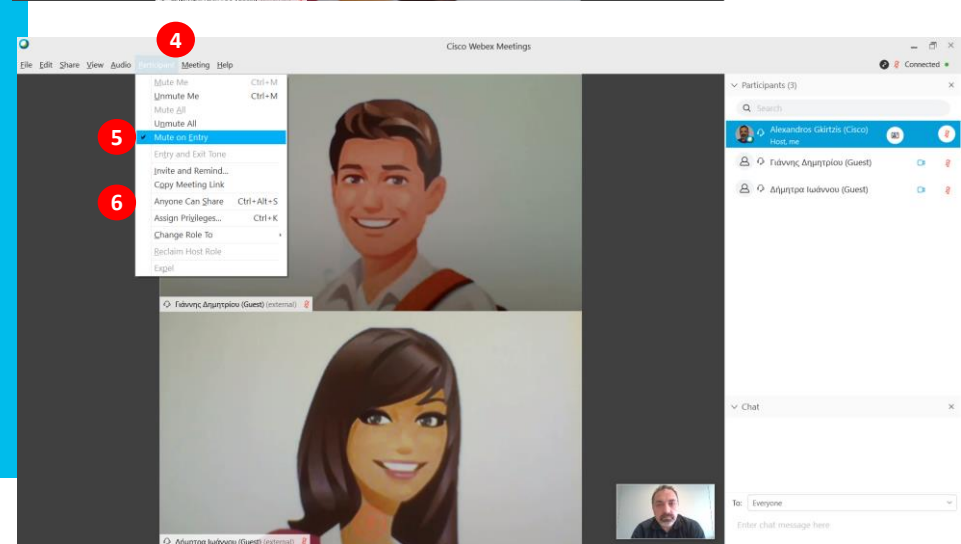 4
Cisco Webex Meetings
File Edit Share View Audio Participant Meeting Help
Connected
Mute Me Ctrl+M
Unmute Me Ctrl+M
Mute All
Unmute All
5
Mute on Entry
Entry and Exit Tone
Invite and Remind...
Copy Meeting Link
6
Anyone Can Share Ctrl+Alt+S
Assign Privileges... Ctrl+K
Change Role To
Reclaim Host Role
Expel
Γιάννης Δημητρίου (Guest) (external)
Δήμητρα Ιωάννου (Guest) (external)
Participants (3)
Search
Alexandros Gkirtzis (Cisco)
Host, me
Γιάννης Δημητρίου (Guest)
Δήμητρα Ιωάννου (Guest)
Chat
To: Everyone
Enter chat message here